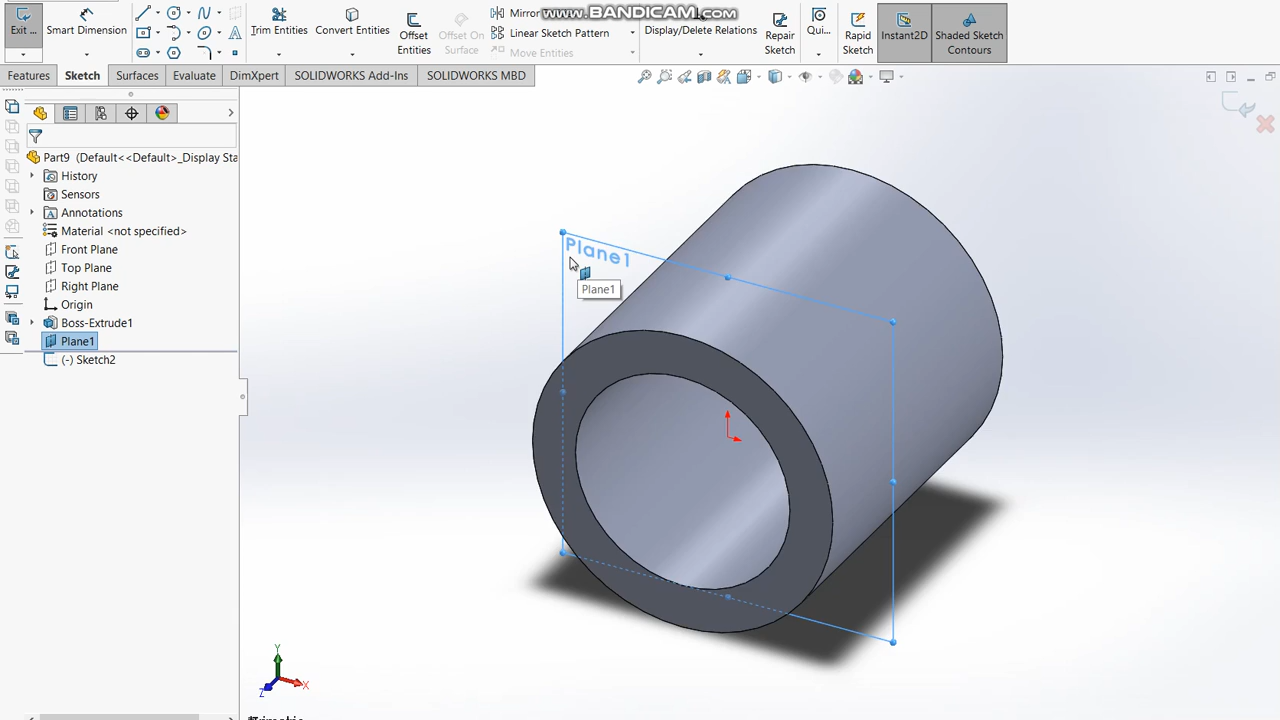 www.BANDICAM.com
Exit ...
Smart Dimension
Trim Entities
Convert Entities
Offset Entities
Offset On Surface
Mirror
Linear Sketch Pattern
Move Entities
Display/Delete Relations
Repair Sketch
Qui...
Rapid Sketch
Instant2D
Shaded Sketch Contours
Features
Sketch
Surfaces
Evaluate
DimXpert
SOLIDWORKS Add-Ins
SOLIDWORKS MBD
Part9 (Default<<Default>_Display Sta
History
Sensors
Annotations
Material <not specified>
Front Plane
Top Plane
Right Plane
Origin
Boss-Extrude1
Plane1
(-) Sketch2
Plane1
Plane1
Y
X
Z